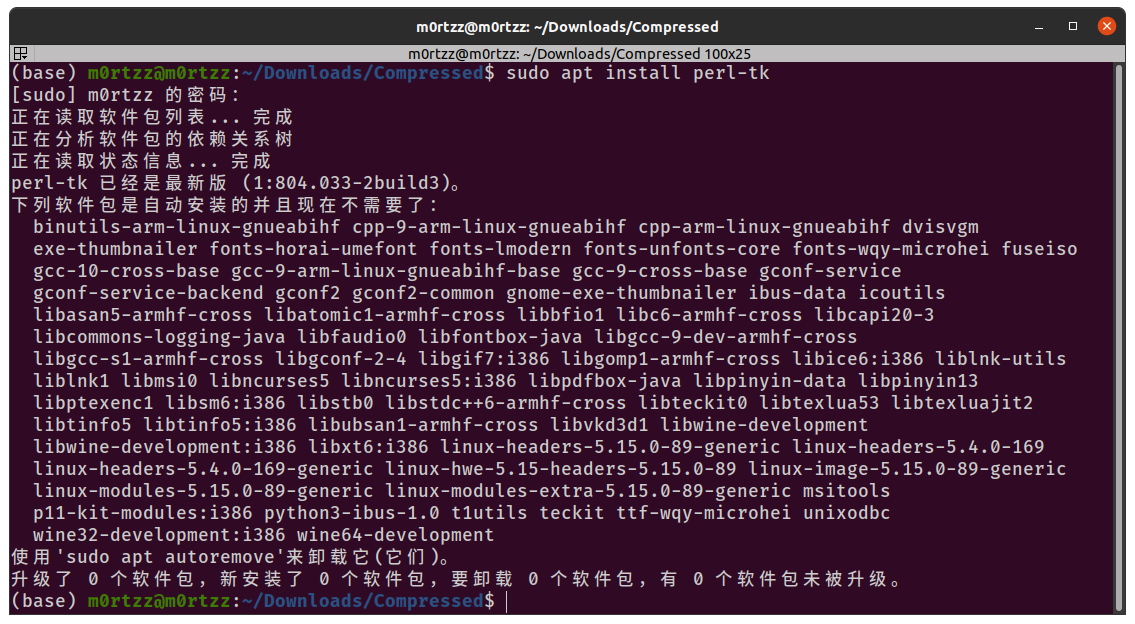 m0rtzz@m0rtzz: ~/Downloads/Compressed
m0rtzz@m0rtzz: ~/Downloads/Compressed 100x25
(base) m0rtzz@m0rtzz:~/Downloads/Compressed$ sudo apt install perl-tk
[sudo] m0rtzz 的密码:
正在读取软件包列表... 完成
正在分析软件包的依赖关系树
正在读取状态信息... 完成
perl-tk 已经是最新版 (1:804.033-2build3)。
下列软件包是自动安装的并且现在不需要了:
  binutils-arm-linux-gnueabihf cpp-9-arm-linux-gnueabihf cpp-arm-linux-gnueabihf dvisvgm
  exe-thumbnailer fonts-horai-umefont fonts-lmodern fonts-unfonts-core fonts-wqy-microhei fuseiso
  gcc-10-cross-base gcc-9-arm-linux-gnueabihf-base gcc-9-cross-base gconf-service
  gconf-service-backend gconf2 gconf2-common gnome-exe-thumbnailer ibus-data icoutils
  libasan5-armhf-cross libatomic1-armhf-cross libbfio1 libc6-armhf-cross libcapi20-3
  libcommons-logging-java libfaudio0 libfontbox-java libgcc-9-dev-armhf-cross
  libgcc-s1-armhf-cross libgconf-2-4 libgif7:i386 libgomp1-armhf-cross libice6:i386 liblnk-utils
  liblnk1 libmsi0 libncurses5 libncurses5:i386 libpdfbox-java libpinyin-data libpinyin13
  libptexenc1 libsm6:i386 libstb0 libstdc++6-armhf-cross libteckit0 libtexlua53 libtexluajit2
  libtinfo5 libtinfo5:i386 libubsan1-armhf-cross libvkd3d1 libwine-development
  libwine-development:i386 libxt6:i386 linux-headers-5.15.0-89-generic linux-headers-5.4.0-169
  linux-headers-5.4.0-169-generic linux-hwe-5.15-headers-5.15.0-89 linux-image-5.15.0-89-generic
  linux-modules-5.15.0-89-generic linux-modules-extra-5.15.0-89-generic msitools
  p11-kit-modules:i386 python3-ibus-1.0 t1utils teckit ttf-wqy-microhei unixodbc
  wine32-development:i386 wine64-development
使用'sudo apt autoremove'来卸载它(它们)。
升级了 0 个软件包，新安装了 0 个软件包，要卸载 0 个软件包，有 0 个软件包未被升级。
(base) m0rtzz@m0rtzz:~/Downloads/Compressed$